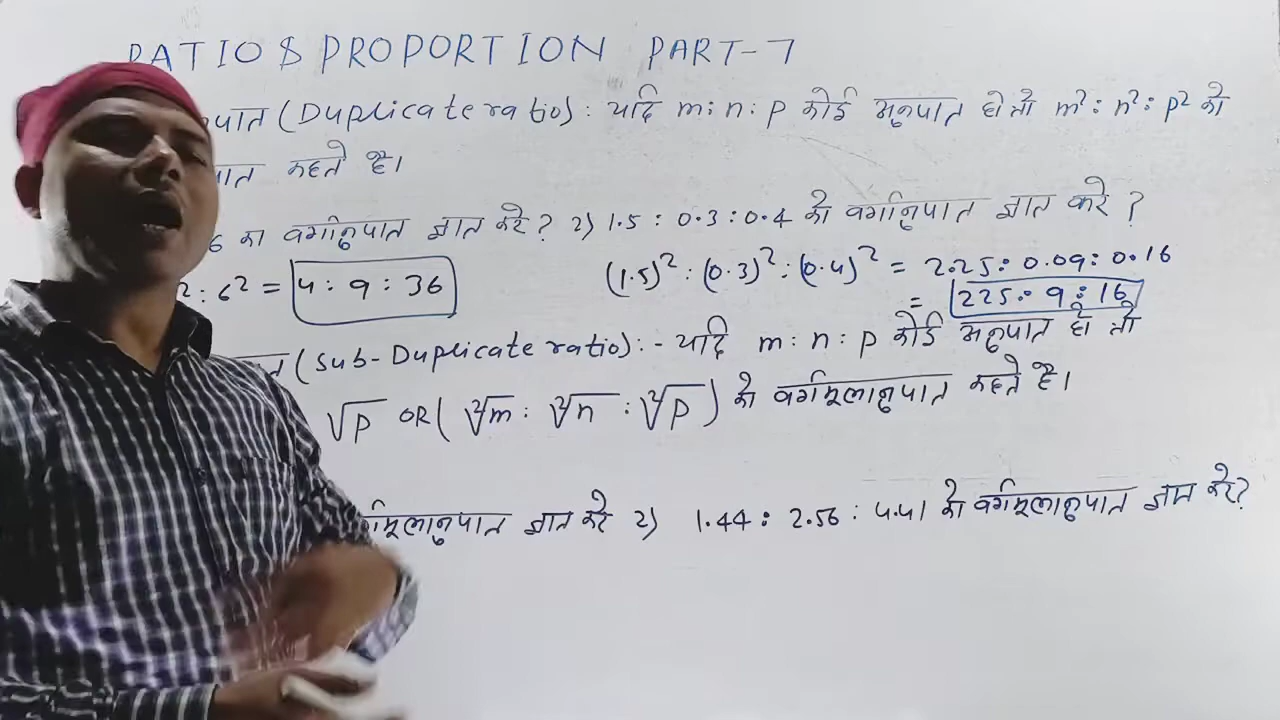 RATIO & PROPORTION PART-7
पात (Duplicate ratio): यदि m:n:p कोई अनुपात हो तो m²:n²:p² को
पात कहते है।
6 का वर्गानुपात ज्ञात करे? 2) 1.5:0.3:0.4 को वर्गानुपात ज्ञात करे?
²:6² = 4:9:36 (1.5)²:(0.3)²:(0.4)² = 2.25:0.09:0.16
= 225:9:16
त (Sub-Duplicate ratio):- यदि m:n:p कोई अनुपात हो तो
√p OR (²√m:²√n:²√p) को वर्गमूलानुपात कहते है।
र्गमूलानुपात ज्ञात करे 2) 1.44:2.56:4.41 को वर्गमूलानुपात ज्ञात करे?